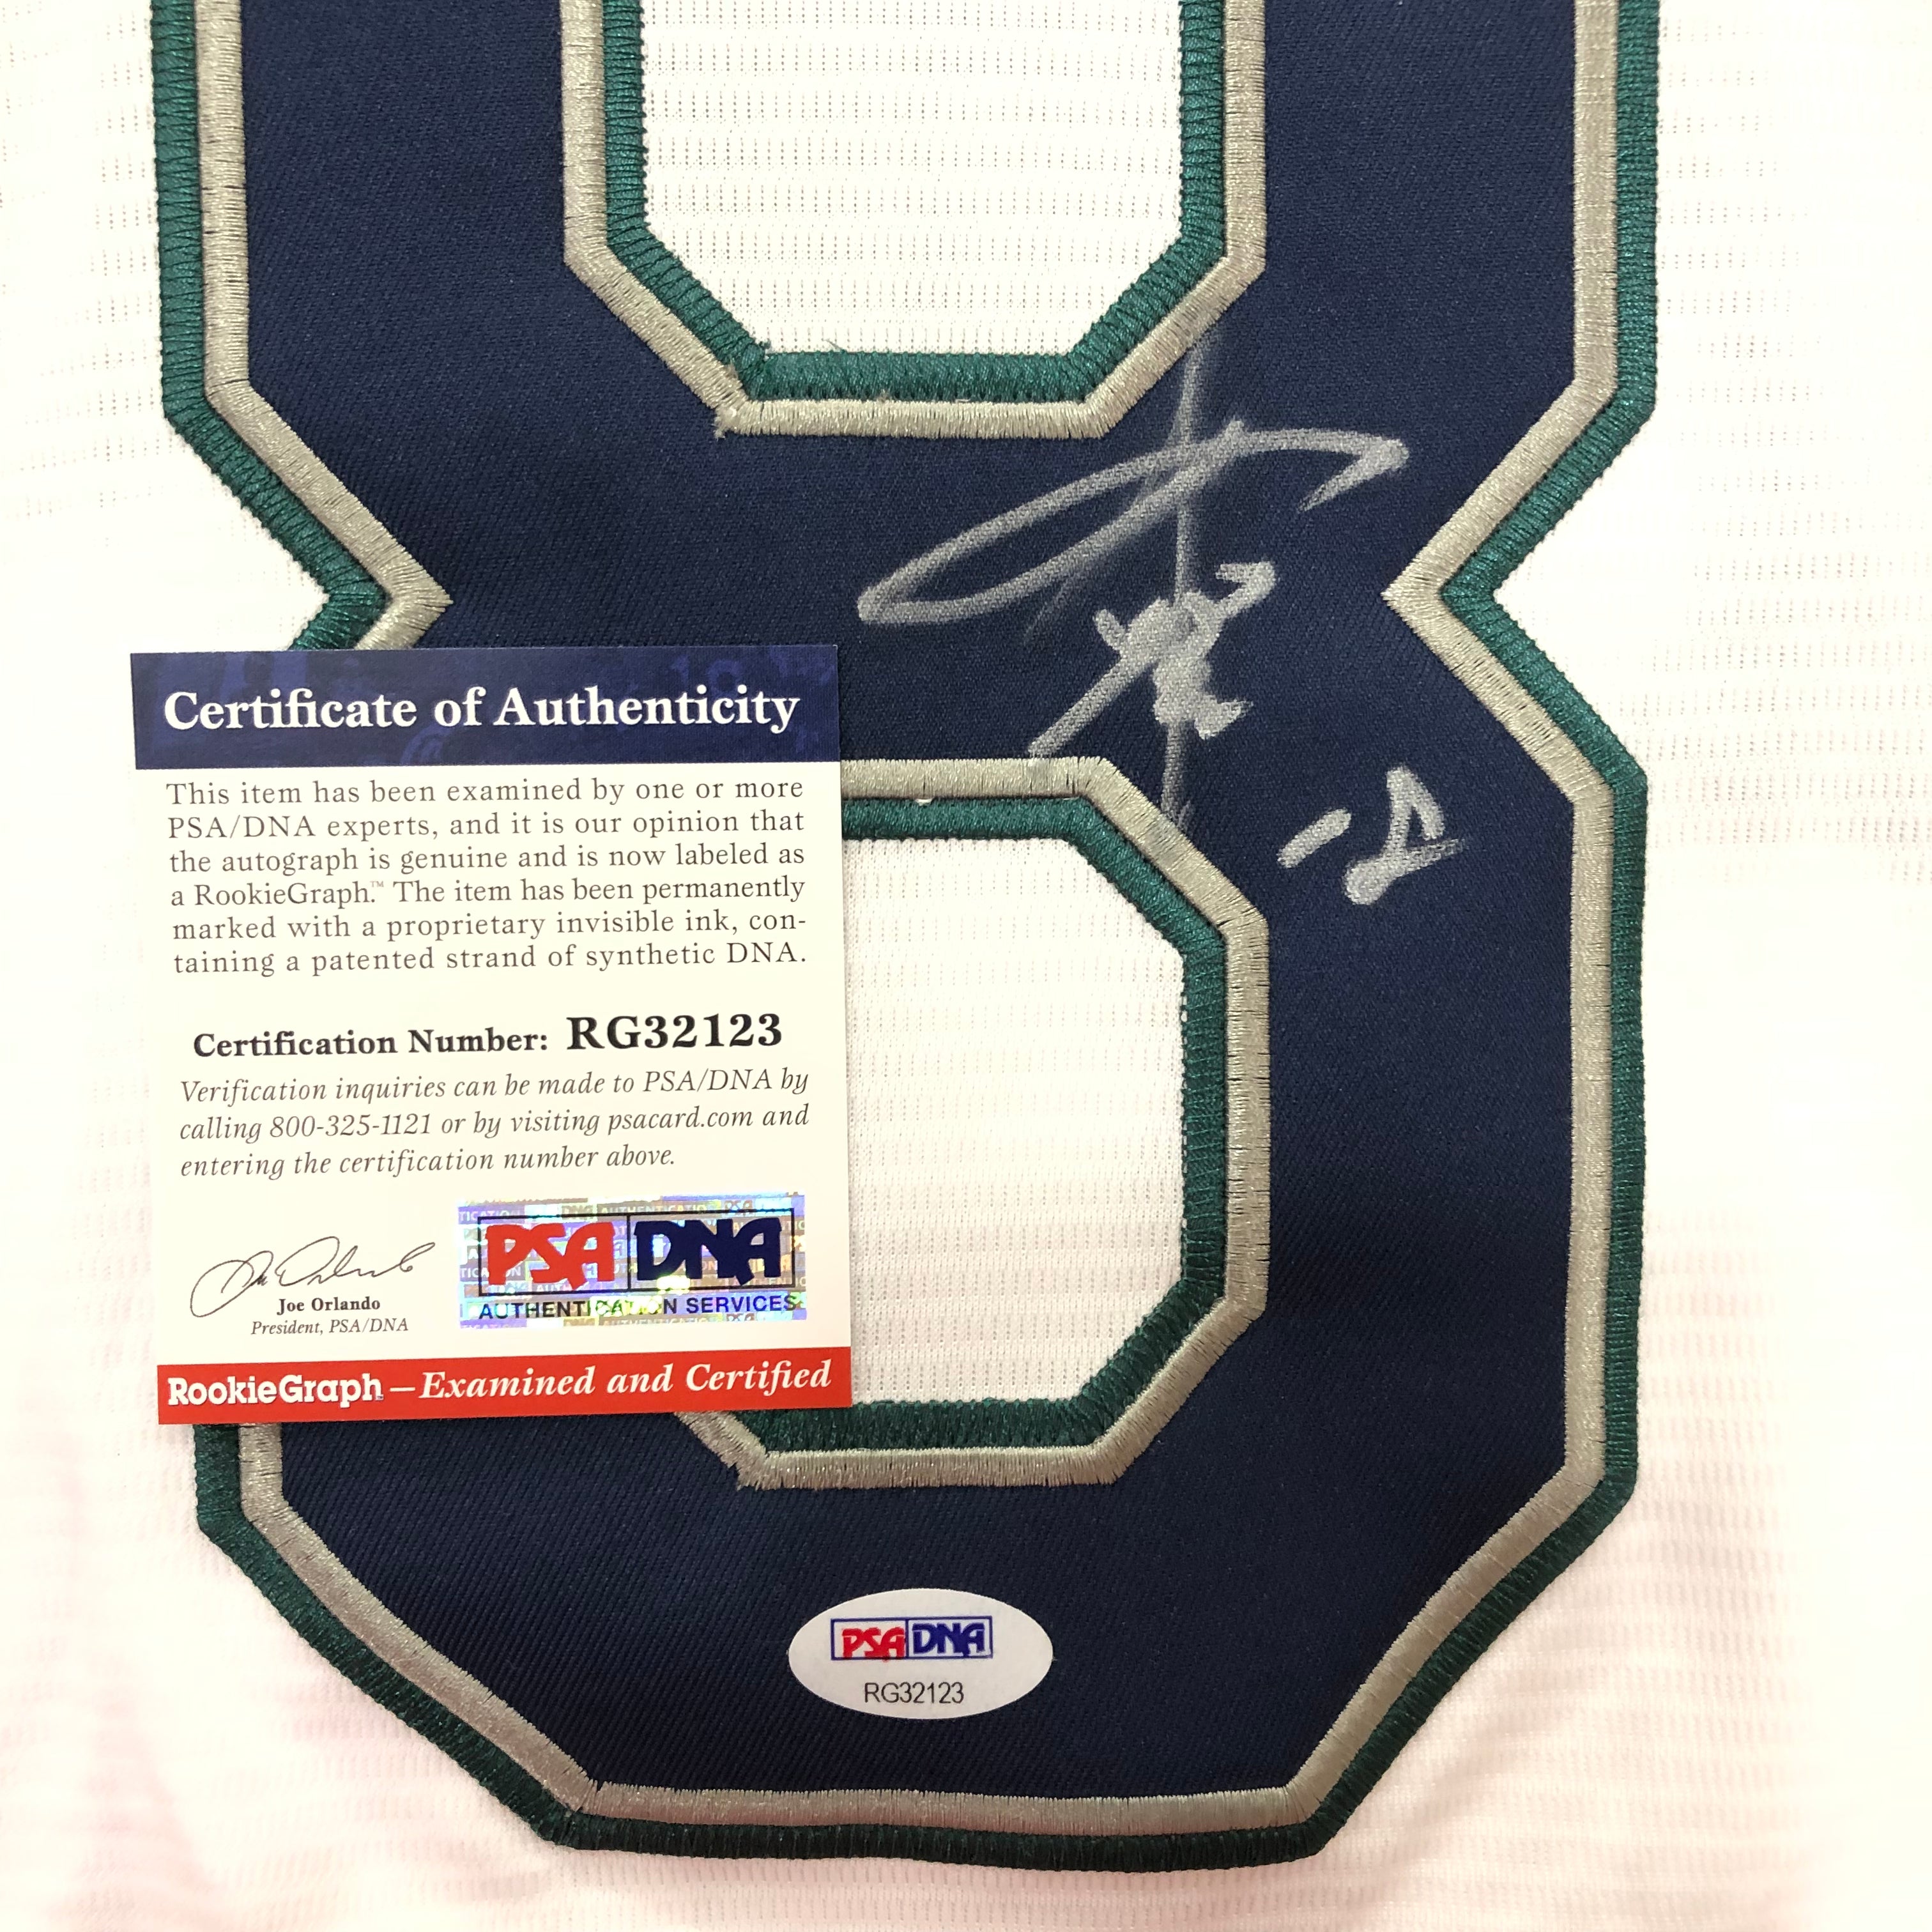 8
Certificate of Authenticity
This item has been examined by one or more
PSA/DNA experts, and it is our opinion that
the autograph is genuine and is now labeled as
a RookieGraph.™ The item has been permanently
marked with a proprietary invisible ink, con-
taining a patented strand of synthetic DNA.
Certification Number: RG32123
Verification inquiries can be made to PSA/DNA by
calling 800-325-1121 or by visiting psacard.com and
entering the certification number above.
Joe Orlando
President, PSA/DNA
PSA DNA
AUTHENTICATION SERVICES
RookieGraph – Examined and Certified
PSA DNA
RG32123